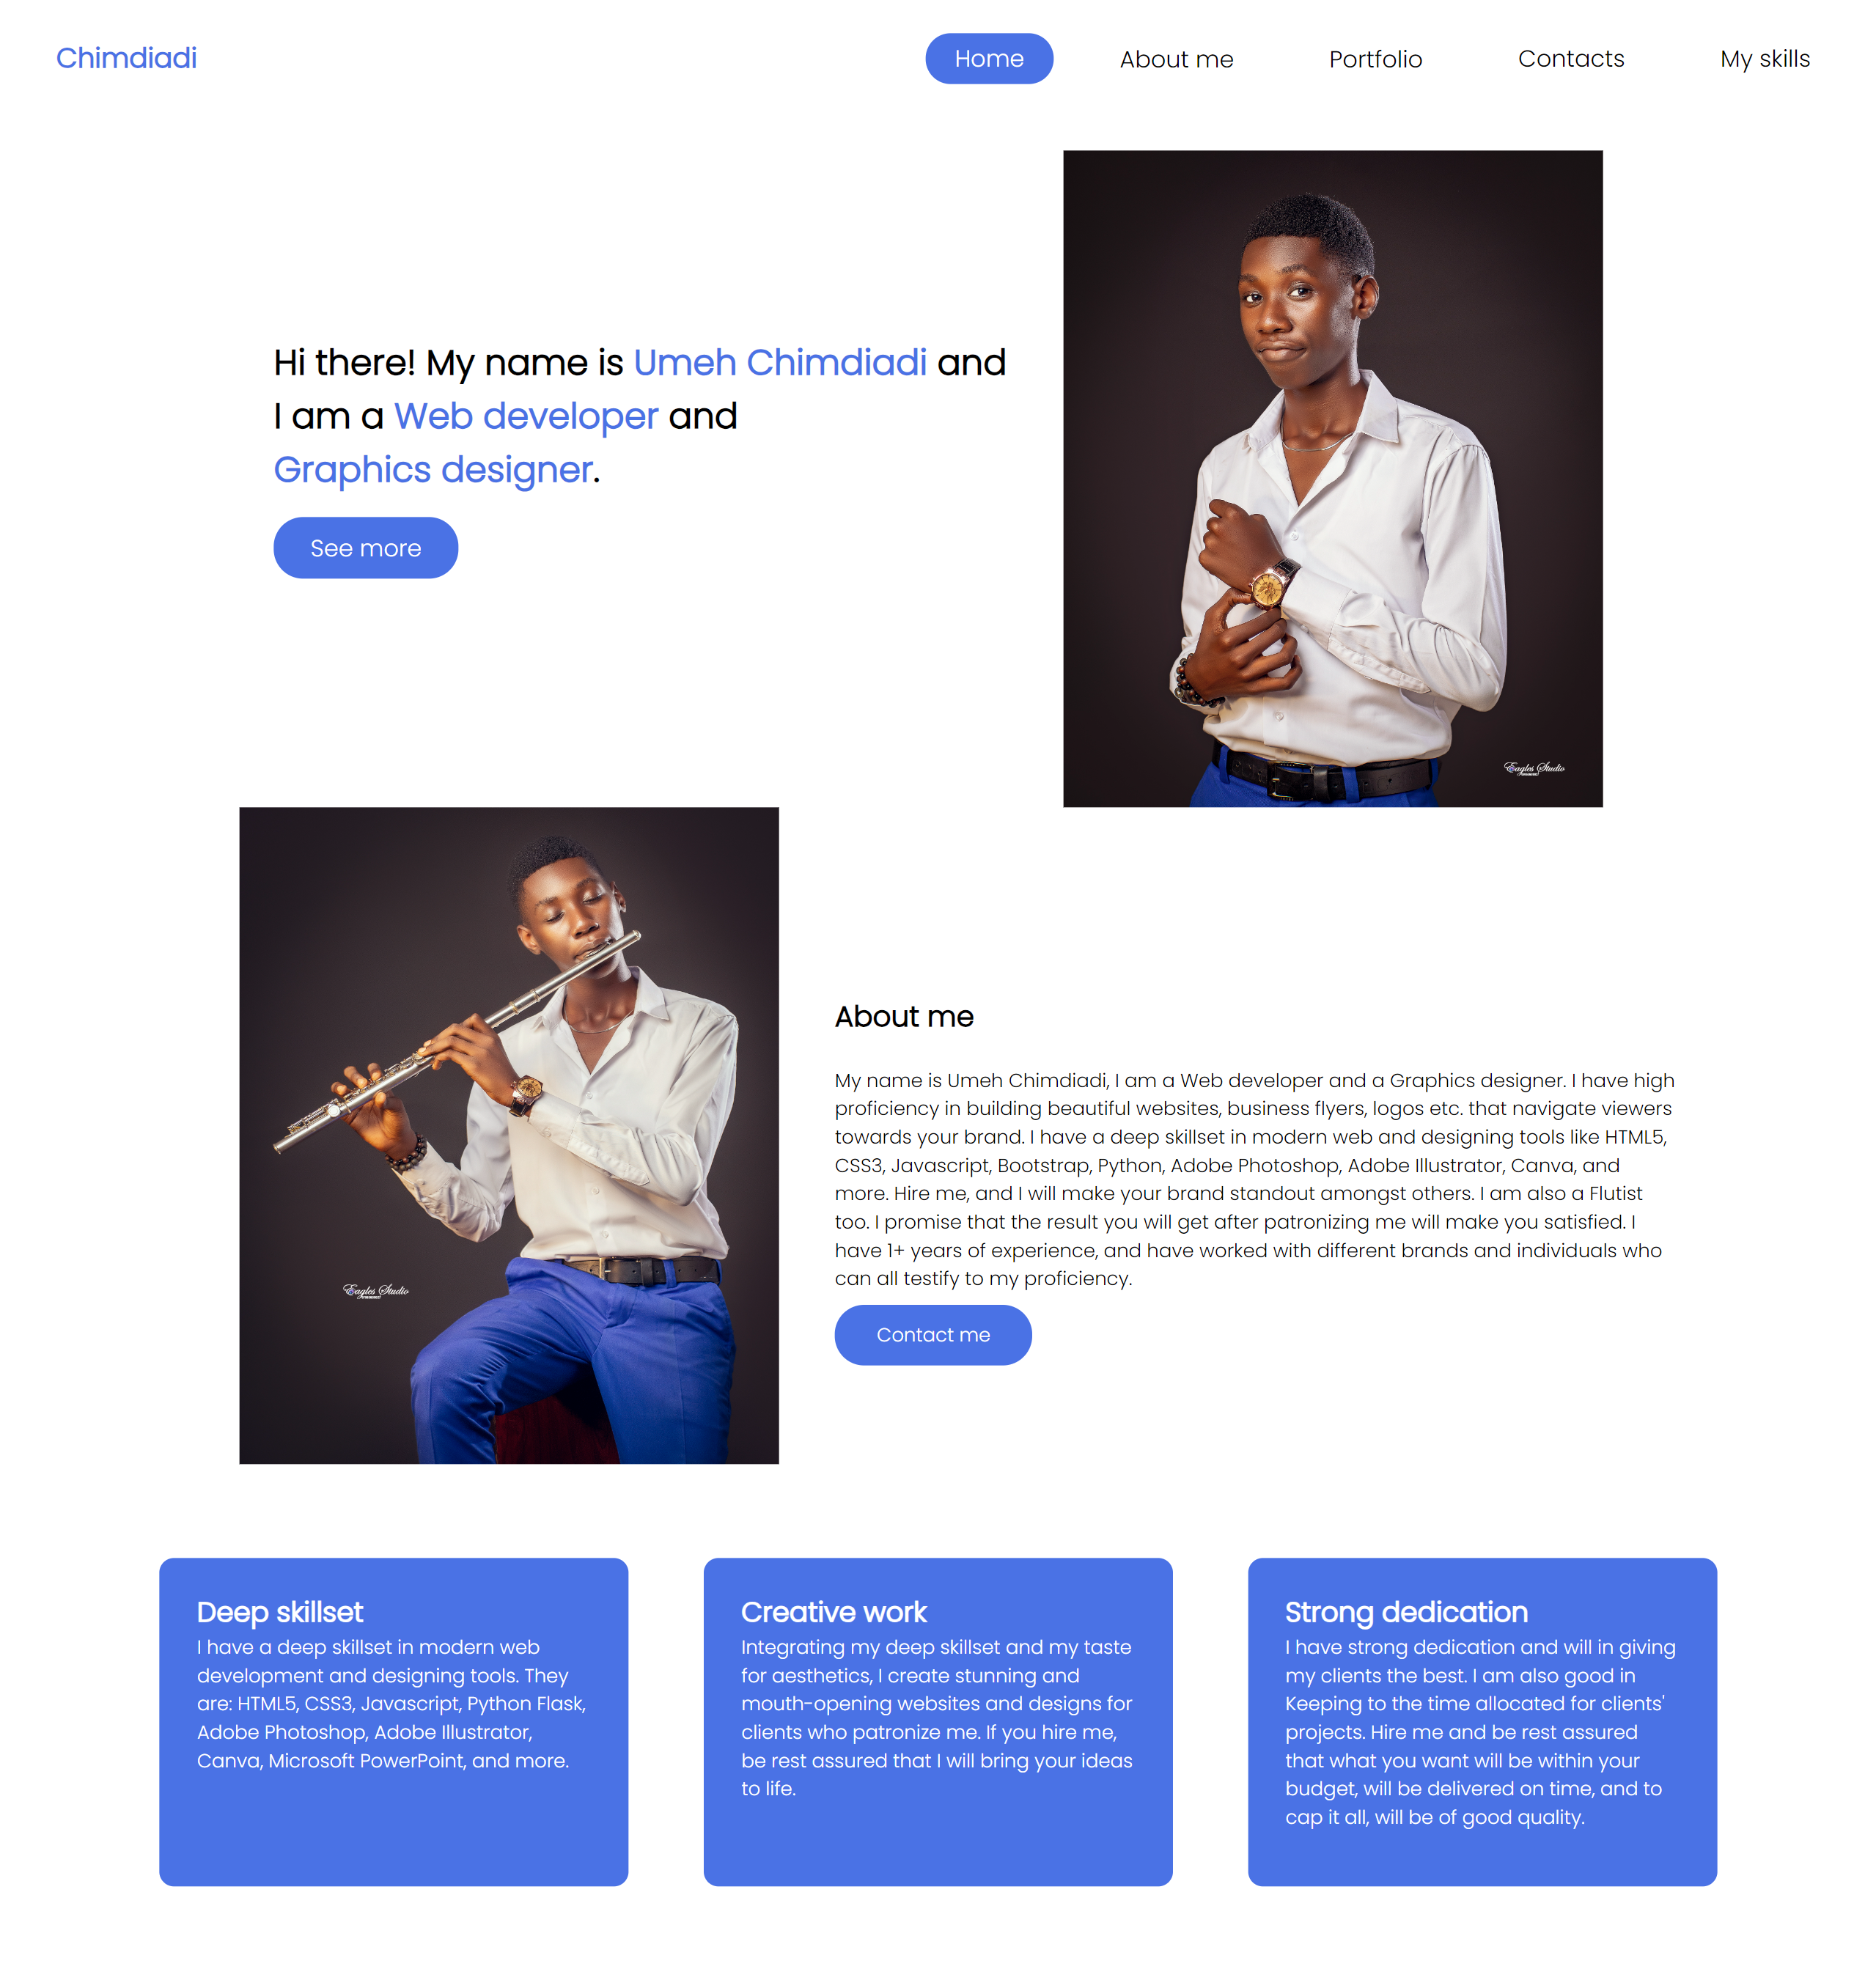 Chimdiadi
Home
About me
Portfolio
Contacts
My skills
Hi there! My name is Umeh Chimdiadi and
I am a Web developer and
Graphics designer.
See more
Eagles Studio
Eagles Studio
About me
My name is Umeh Chimdiadi, I am a Web developer and a Graphics designer. I have high
proficiency in building beautiful websites, business flyers, logos etc. that navigate viewers
towards your brand. I have a deep skillset in modern web and designing tools like HTML5,
CSS3, Javascript, Bootstrap, Python, Adobe Photoshop, Adobe Illustrator, Canva, and
more. Hire me, and I will make your brand standout amongst others. I am also a Flutist
too. I promise that the result you will get after patronizing me will make you satisfied. I
have 1+ years of experience, and have worked with different brands and individuals who
can all testify to my proficiency.
Contact me
Deep skillset
I have a deep skillset in modern web
development and designing tools. They
are: HTML5, CSS3, Javascript, Python Flask,
Adobe Photoshop, Adobe Illustrator,
Canva, Microsoft PowerPoint, and more.
Creative work
Integrating my deep skillset and my taste
for aesthetics, I create stunning and
mouth-opening websites and designs for
clients who patronize me. If you hire me,
be rest assured that I will bring your ideas
to life.
Strong dedication
I have strong dedication and will in giving
my clients the best. I am also good in
Keeping to the time allocated for clients'
projects. Hire me and be rest assured
that what you want will be within your
budget, will be delivered on time, and to
cap it all, will be of good quality.